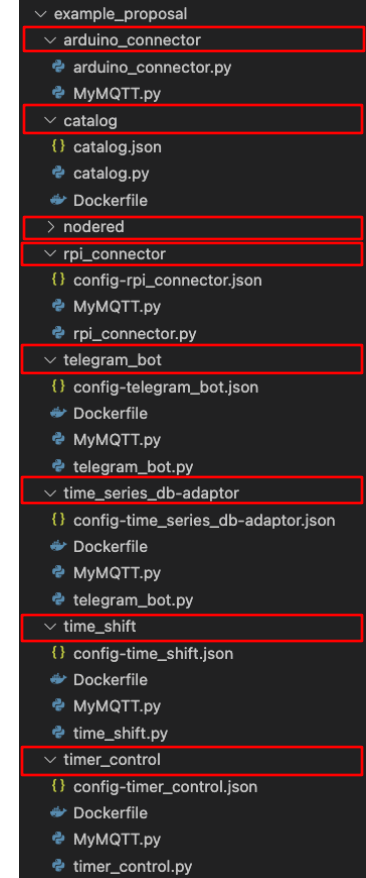 example_proposal
arduino_connector
arduino_connector.py
MyMQTT.py
catalog
{} catalog.json
catalog.py
Dockerfile
nodered
rpi_connector
{} config-rpi_connector.json
MyMQTT.py
rpi_connector.py
telegram_bot
{} config-telegram_bot.json
Dockerfile
MyMQTT.py
telegram_bot.py
time_series_db-adaptor
{} config-time_series_db-adaptor.json
Dockerfile
MyMQTT.py
telegram_bot.py
time_shift
{} config-time_shift.json
Dockerfile
MyMQTT.py
time_shift.py
timer_control
{} config-timer_control.json
Dockerfile
MyMQTT.py
timer_control.py